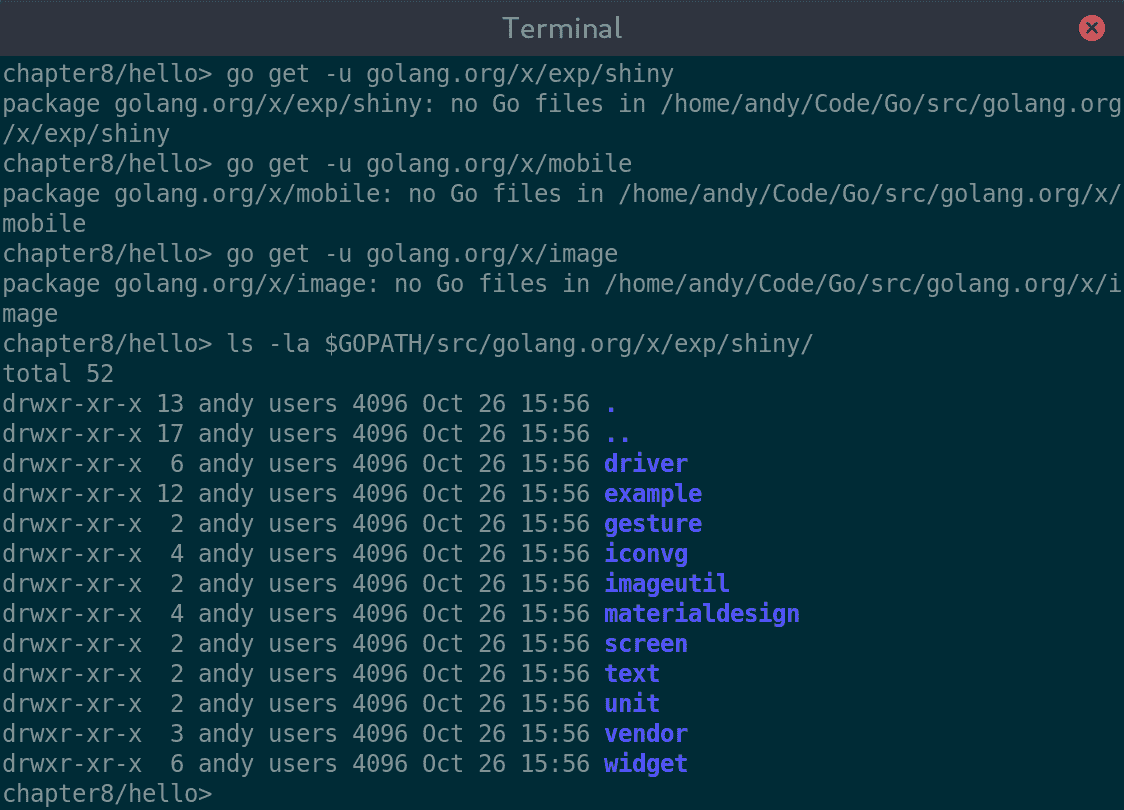 Terminal
chapter8/hello> go get -u golang.org/x/exp/shiny
package golang.org/x/exp/shiny: no Go files in /home/andy/Code/Go/src/golang.org
/x/exp/shiny
chapter8/hello> go get -u golang.org/x/mobile
package golang.org/x/mobile: no Go files in /home/andy/Code/Go/src/golang.org/x/
mobile
chapter8/hello> go get -u golang.org/x/image
package golang.org/x/image: no Go files in /home/andy/Code/Go/src/golang.org/x/i
mage
chapter8/hello> ls -la $GOPATH/src/golang.org/x/exp/shiny/
total 52
drwxr-xr-x 13 andy users 4096 Oct 26 15:56 .
drwxr-xr-x 17 andy users 4096 Oct 26 15:56 ..
drwxr-xr-x  6 andy users 4096 Oct 26 15:56 driver
drwxr-xr-x 12 andy users 4096 Oct 26 15:56 example
drwxr-xr-x  2 andy users 4096 Oct 26 15:56 gesture
drwxr-xr-x  4 andy users 4096 Oct 26 15:56 iconvg
drwxr-xr-x  2 andy users 4096 Oct 26 15:56 imageutil
drwxr-xr-x  4 andy users 4096 Oct 26 15:56 materialdesign
drwxr-xr-x  2 andy users 4096 Oct 26 15:56 screen
drwxr-xr-x  2 andy users 4096 Oct 26 15:56 text
drwxr-xr-x  2 andy users 4096 Oct 26 15:56 unit
drwxr-xr-x  3 andy users 4096 Oct 26 15:56 vendor
drwxr-xr-x  6 andy users 4096 Oct 26 15:56 widget
chapter8/hello>